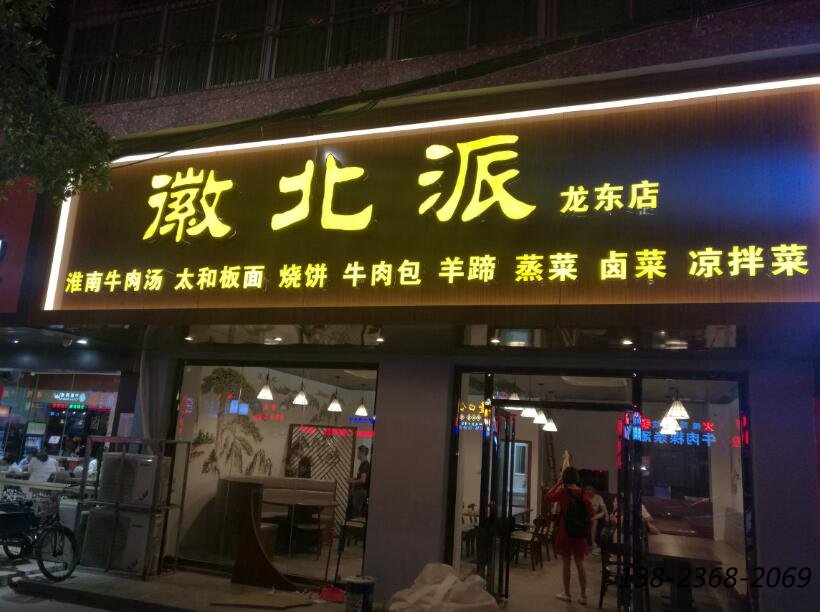 徽北派 龙东店
淮南牛肉汤 太和板面 烧饼 牛肉包 羊蹄 蒸菜 卤菜 凉拌菜
138-2368-2069